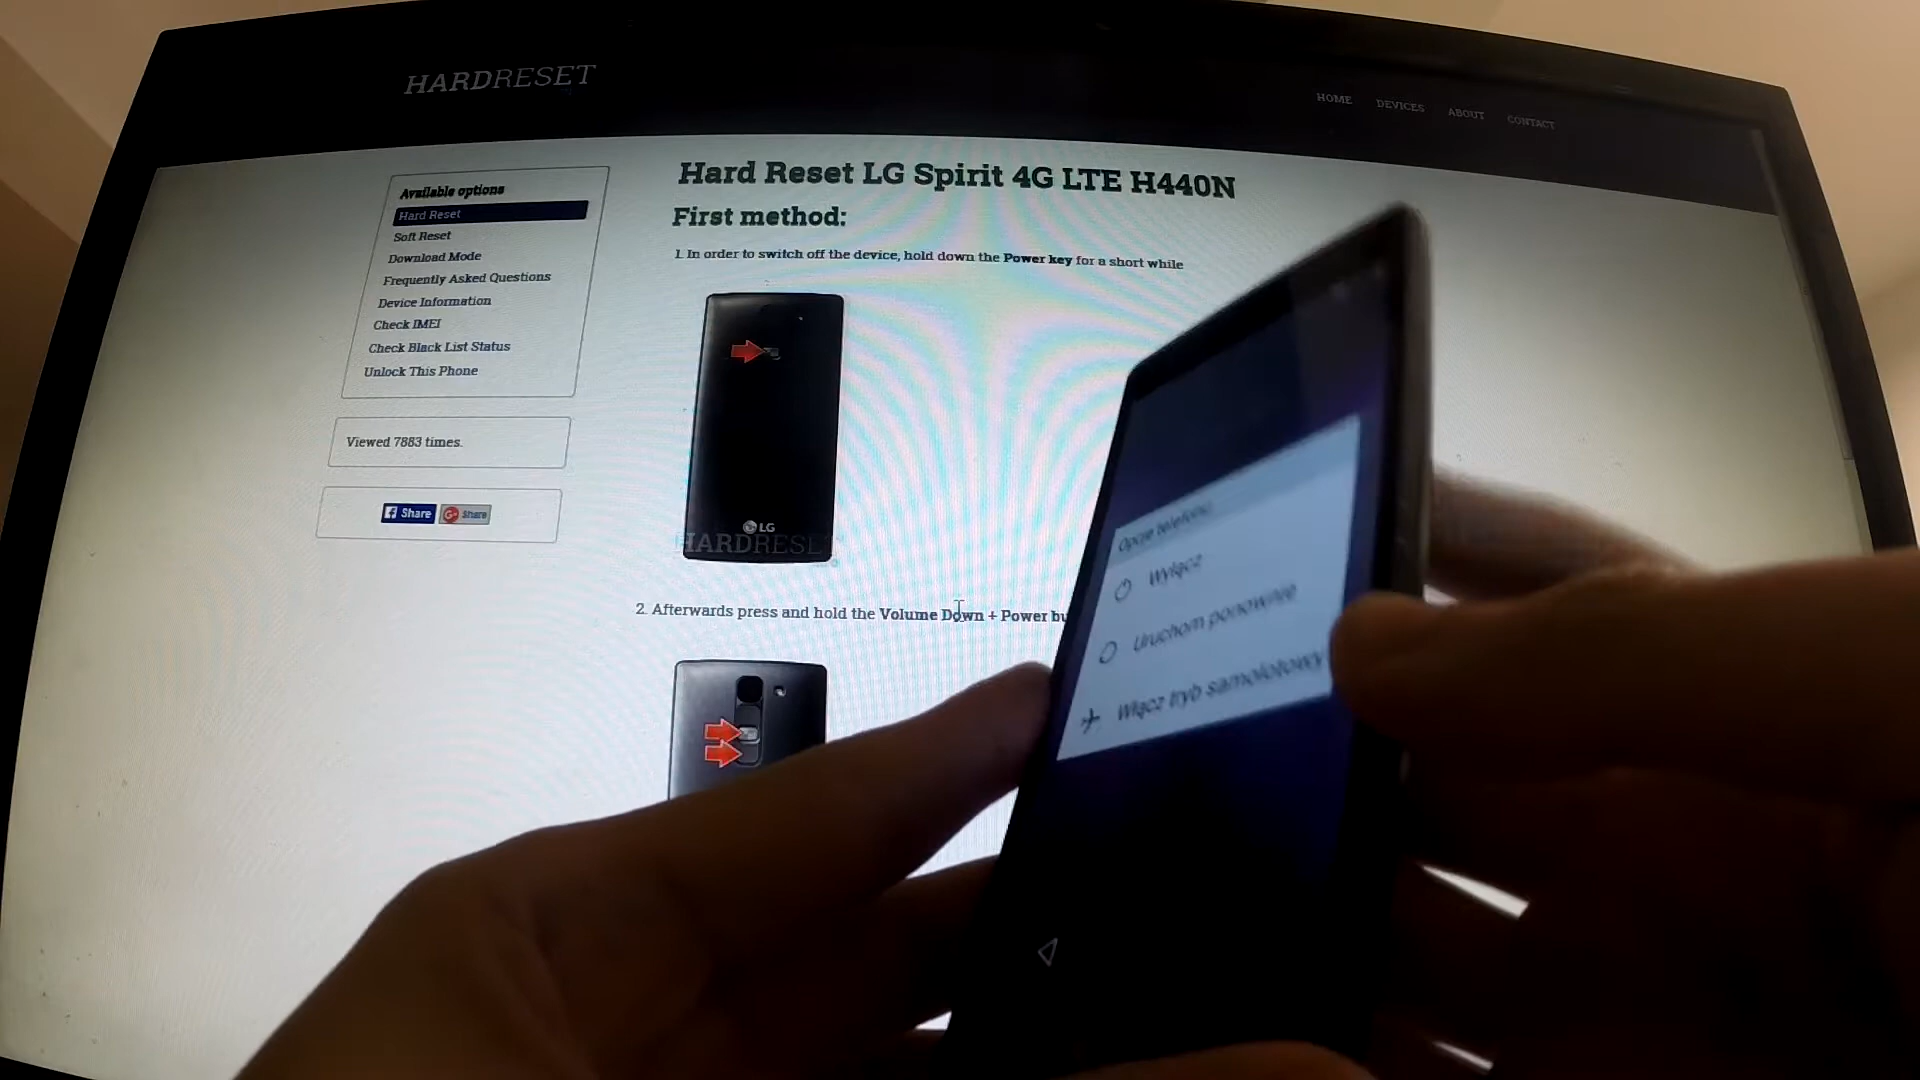 HARDRESET
HOME DEVICES ABOUT CONTACT
Available options
Hard Reset
Soft Reset
Download Mode
Frequently Asked Questions
Device Information
Check IMEI
Check Black List Status
Unlock This Phone
Viewed 7883 times.
Share
Share
Hard Reset LG Spirit 4G LTE H440N
First method:
1. In order to switch off the device, hold down the Power key for a short while
LG
HARDRESET
2. Afterwards press and hold the Volume Down + Power bu
Opcje telefonu
Wyłącz
Uruchom ponownie
Włącz tryb samolotowy